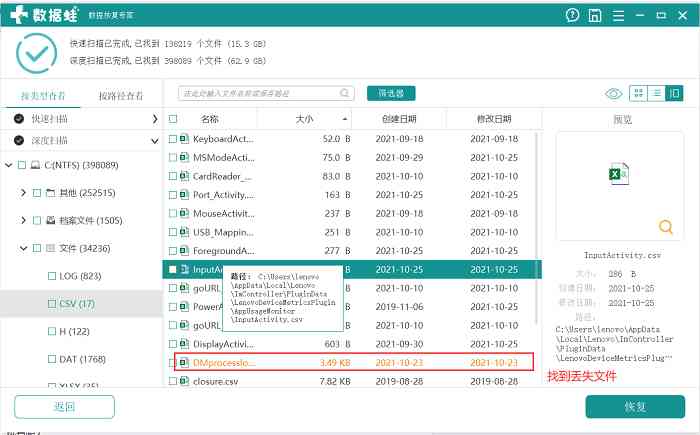 数据蛙 数据恢复专家
快速扫描已完成, 已找到 136219 个文件 (15.3 GB)
深度扫描已完成, 已找到 398089 个文件 (62.9 GB)
按类型查看 按路径查看
在此处输入文件名称或保存路径
筛选器
快速扫描
深度扫描
C:(NTFS) (398089)
其他 (252515)
档案文件 (1505)
文件 (34236)
LOG (823)
CSV (17)
H (122)
DAT (1768)
XLSX (35)
名称 大小 创建日期 修改日期
KeyboardAct... 52.0 B 2021-09-18 2021-09-18
MSModeActi... 75.0 B 2021-09-29 2021-10-25
CardReader_... 83.0 B 2021-10-10 2021-10-10
Port_Activity... 163 B 2021-10-25 2021-10-25
MouseActivit... 237 B 2021-09-18 2021-09-18
USB_Mappin... 251 B 2021-10-10 2021-10-10
ForegroundA... 277 B 2021-10-25 2021-10-25
InputAc B 2021-10-25 2021-10-25
goURL_ B 2021-10-10 2021-10-10
PowerA B 2019-11-06 2021-10-25
goURL_ B 2021-10-10 2021-10-10
DisplayActivi... 603 B 2021-09-30 2021-10-25
DMprocesslo... 3.49 KB 2021-10-23 2021-10-23
closure.csv 7.82 KB 2019-08-28 2019-08-28
路径: C:\Users\lenovo
\AppData\Local\Lenovo
\ImController\PluginData
\LenovoDeviceMetricsPlugin
\AppUsageMonitor
\InputActivity.csv
预览
InputActivity.csv
大小: 286 B
创建日期: 2021-10-25
修改日期: 2021-10-25
路径:
C:\Users\lenovo\AppData
\Local\Lenovo\ImController
\PluginData
\LenovoDeviceMetricsPlug…
找到丢失文件
返回
恢复